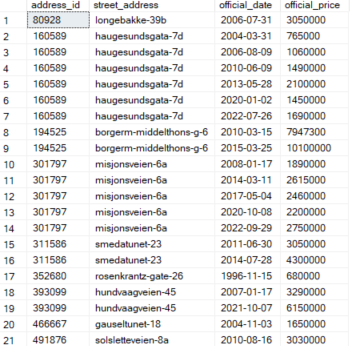 address_id street_address official_date official_price
1 80928 longebakke-39b 2006-07-31 3050000
2 160589 haugesundsgata-7d 2004-03-31 765000
3 160589 haugesundsgata-7d 2006-08-09 1060000
4 160589 haugesundsgata-7d 2010-06-09 1490000
5 160589 haugesundsgata-7d 2013-05-28 2100000
6 160589 haugesundsgata-7d 2020-01-02 1450000
7 160589 haugesundsgata-7d 2022-07-26 1690000
8 194525 borgerm-middelthons-g-6 2010-03-15 7947300
9 194525 borgerm-middelthons-g-6 2015-03-25 10100000
10 301797 misjonsveien-6a 2008-01-17 1890000
11 301797 misjonsveien-6a 2014-03-11 2615000
12 301797 misjonsveien-6a 2017-05-04 2460000
13 301797 misjonsveien-6a 2020-10-08 2200000
14 301797 misjonsveien-6a 2022-09-29 2750000
15 311586 smedatunet-23 2011-06-30 3050000
16 311586 smedatunet-23 2014-07-28 4300000
17 352680 rosenkrantz-gate-26 1996-11-15 680000
18 393099 hundvaagveien-45 2007-01-17 3290000
19 393099 hundvaagveien-45 2021-10-07 6150000
20 466667 gauseltunet-18 2004-11-03 1650000
21 491876 solsletteveien-8a 2010-08-16 3030000